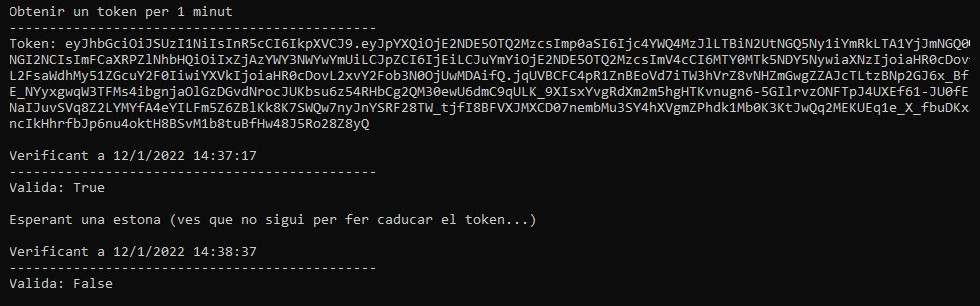 Obtenir un token per 1 minut
----------------------------------------------
Token: eyJhbGciOiJSUzI1NiIsInR5cCI6IkpXVCJ9.eyJpYXQiOjE2NDE5OTQ2MzcsImp0aSI6Ijc4YWQ4MzJlLTBiN2UtNGQ5Ny1iYmRkLTA1YjJmNGQ0
NGI2NCIsImFCaXRPZlNhbHQiOiIxZjAzYWY3NWYwYmUiLCJpZCI6IjEiLCJuYmYiOjE2NDE5OTQ2MzcsImV4cCI6MTY0MTk5NDY5NywiaXNzIjoiaHR0cDov
L2FsaWdhMy51ZGcuY2F0IiwiYXVkIjoiaHR0cDovL2xvY2Fob3N0OjUwMDAifQ.jqUVBCFC4pR1ZnBEoVd7iTW3hVrZ8vNHZmGwgZZAJcTLtzBNp2GJ6x_Bf
E_NYyxgwqW3TFMs4ibgnjaOlGzDGvdNrocJUKbsu6z54RHbCg2QM30ewU6dmC9qULK_9XIsxYvgRdXm2m5hgHTKvnugn6-5GIlrvzONFTpJ4UXEf61-JU0fE
NaIJuvSVq8Z2LYMYfA4eYILFm5Z6ZBlKk8K7SWQw7nyJnYSRF28TW_tjfI8BFVXJMXCD07nembMu3SY4hXVgmZPhdk1Mb0K3KtJwQq2MEKUEq1e_X_fbuDKx
ncIkHhrfbJp6nu4oktH8BSvM1b8tuBfHw48J5Ro28Z8yQ
Verificant a 12/1/2022 14:37:17
----------------------------------------------
Valida: True
Esperant una estona (ves que no sigui per fer caducar el token...)
Verificant a 12/1/2022 14:38:37
----------------------------------------------
Valida: False